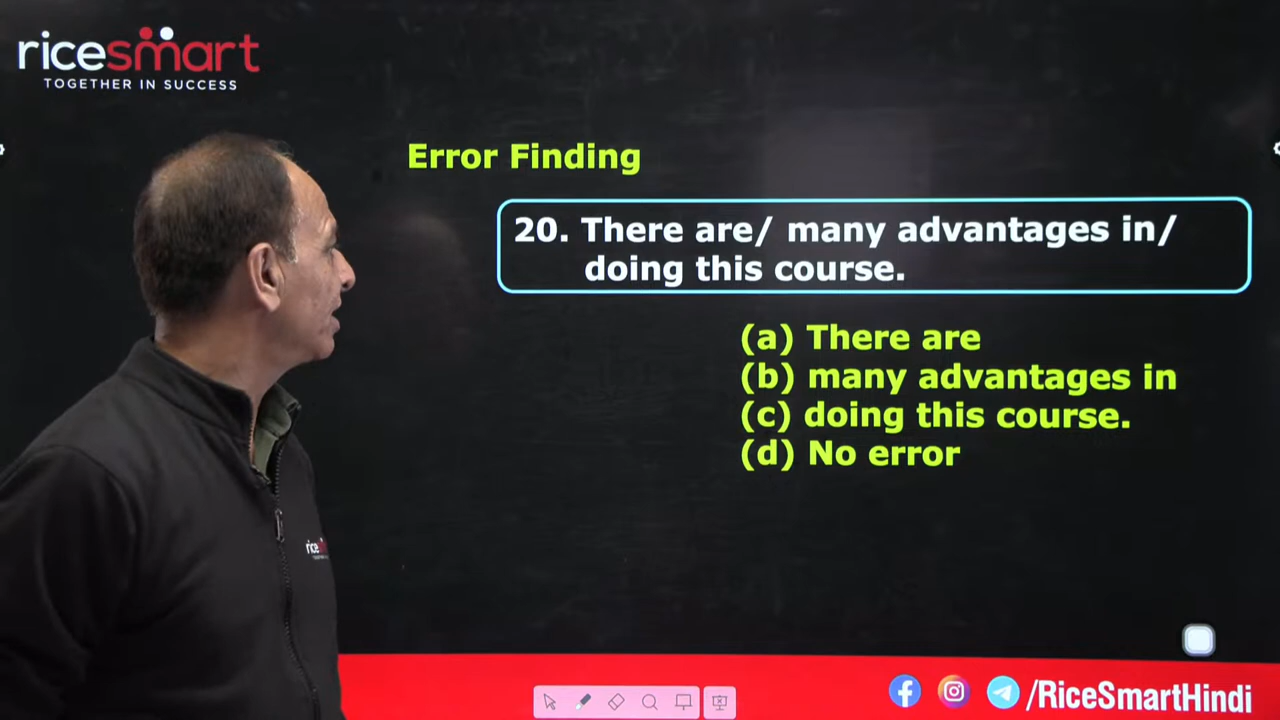 ricesmart
TOGETHER IN SUCCESS
Error Finding
20. There are/ many advantages in/
doing this course.
(a) There are
(b) many advantages in
(c) doing this course.
(d) No error
/RiceSmartHindi